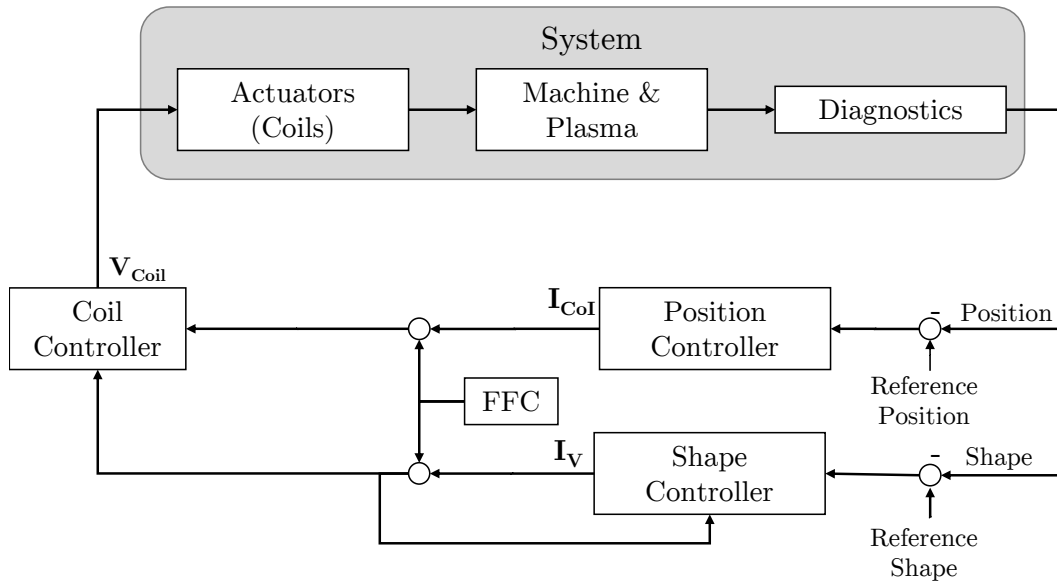 System
Actuators
(Coils)
Machine &
Plasma
Diagnostics
V_Coil
Coil
Controller
I_CoI
Position
Controller
-
Position
Reference
Position
FFC
I_V
Shape
Controller
-
Shape
Reference
Shape